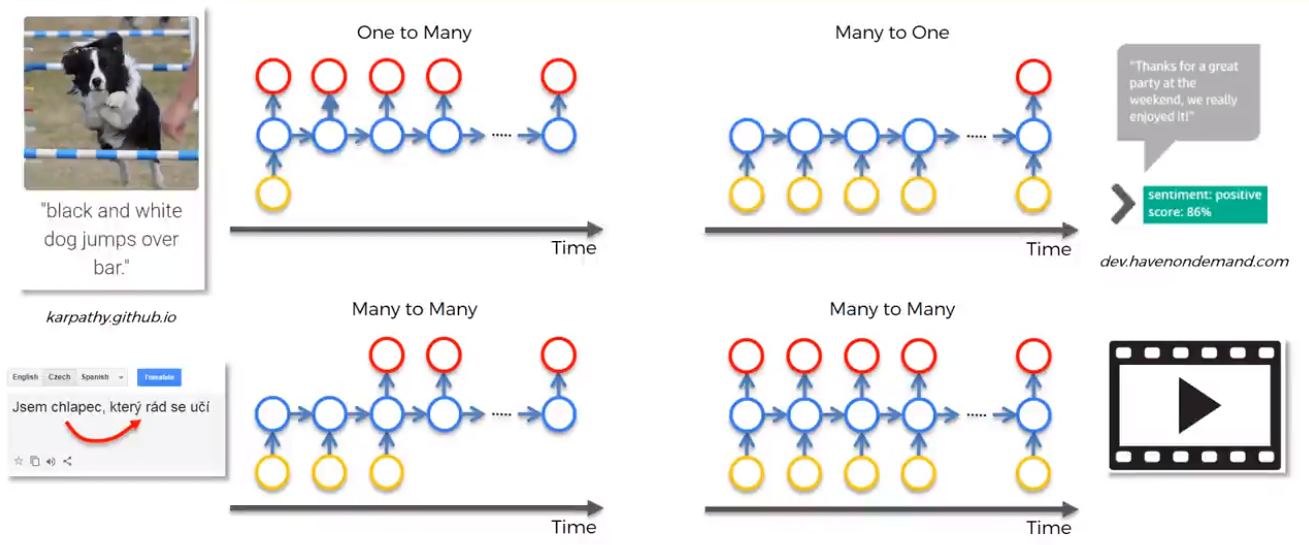 One to Many
Time
"black and white
dog jumps over
bar."
karpathy.github.io
Many to One
Time
"Thanks for a great
party at the
weekend, we really
enjoyed it!"
sentiment: positive
score: 86%
dev.havenondemand.com
Many to Many
Time
English Czech Spanish Translate
Jsem chlapec, který rád se učí
Many to Many
Time